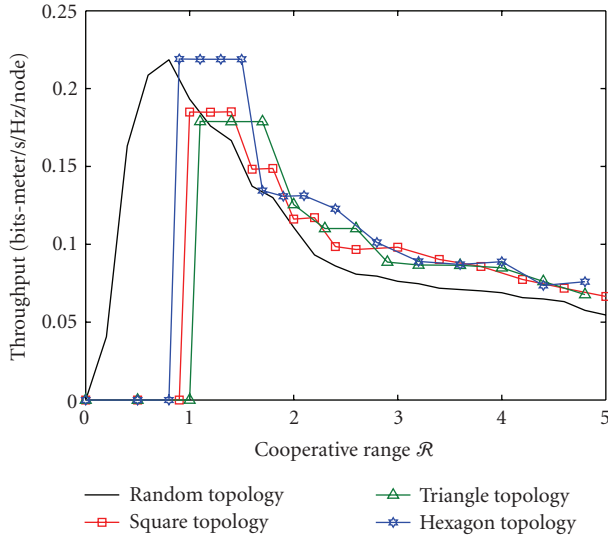 0.25
0.2
0.15
0.1
0.05
0
0 1 2 3 4 5
Throughput (bits-meter/s/Hz/node)
Cooperative range ℛ
Random topology
Square topology
Triangle topology
Hexagon topology